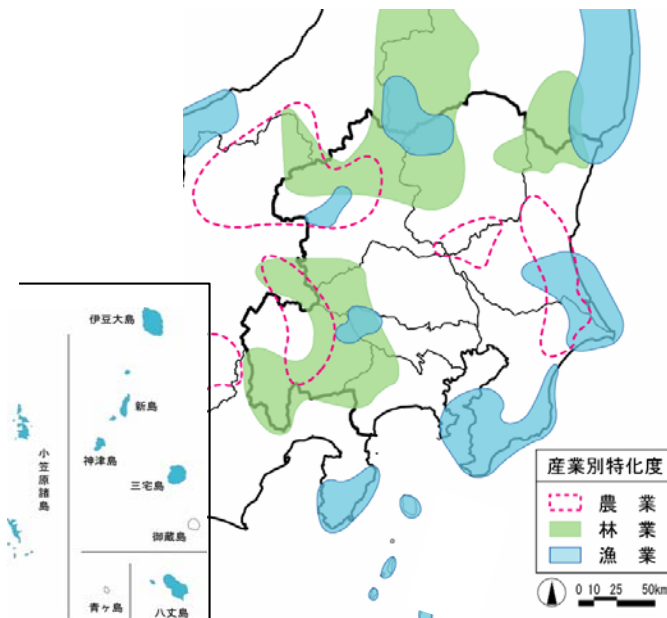 伊豆大島
新島
神津島
三宅島
御蔵島
小笠原諸島
青ヶ島
八丈島
産業別特化度
農 業
林 業
漁 業
0 10 25 50km